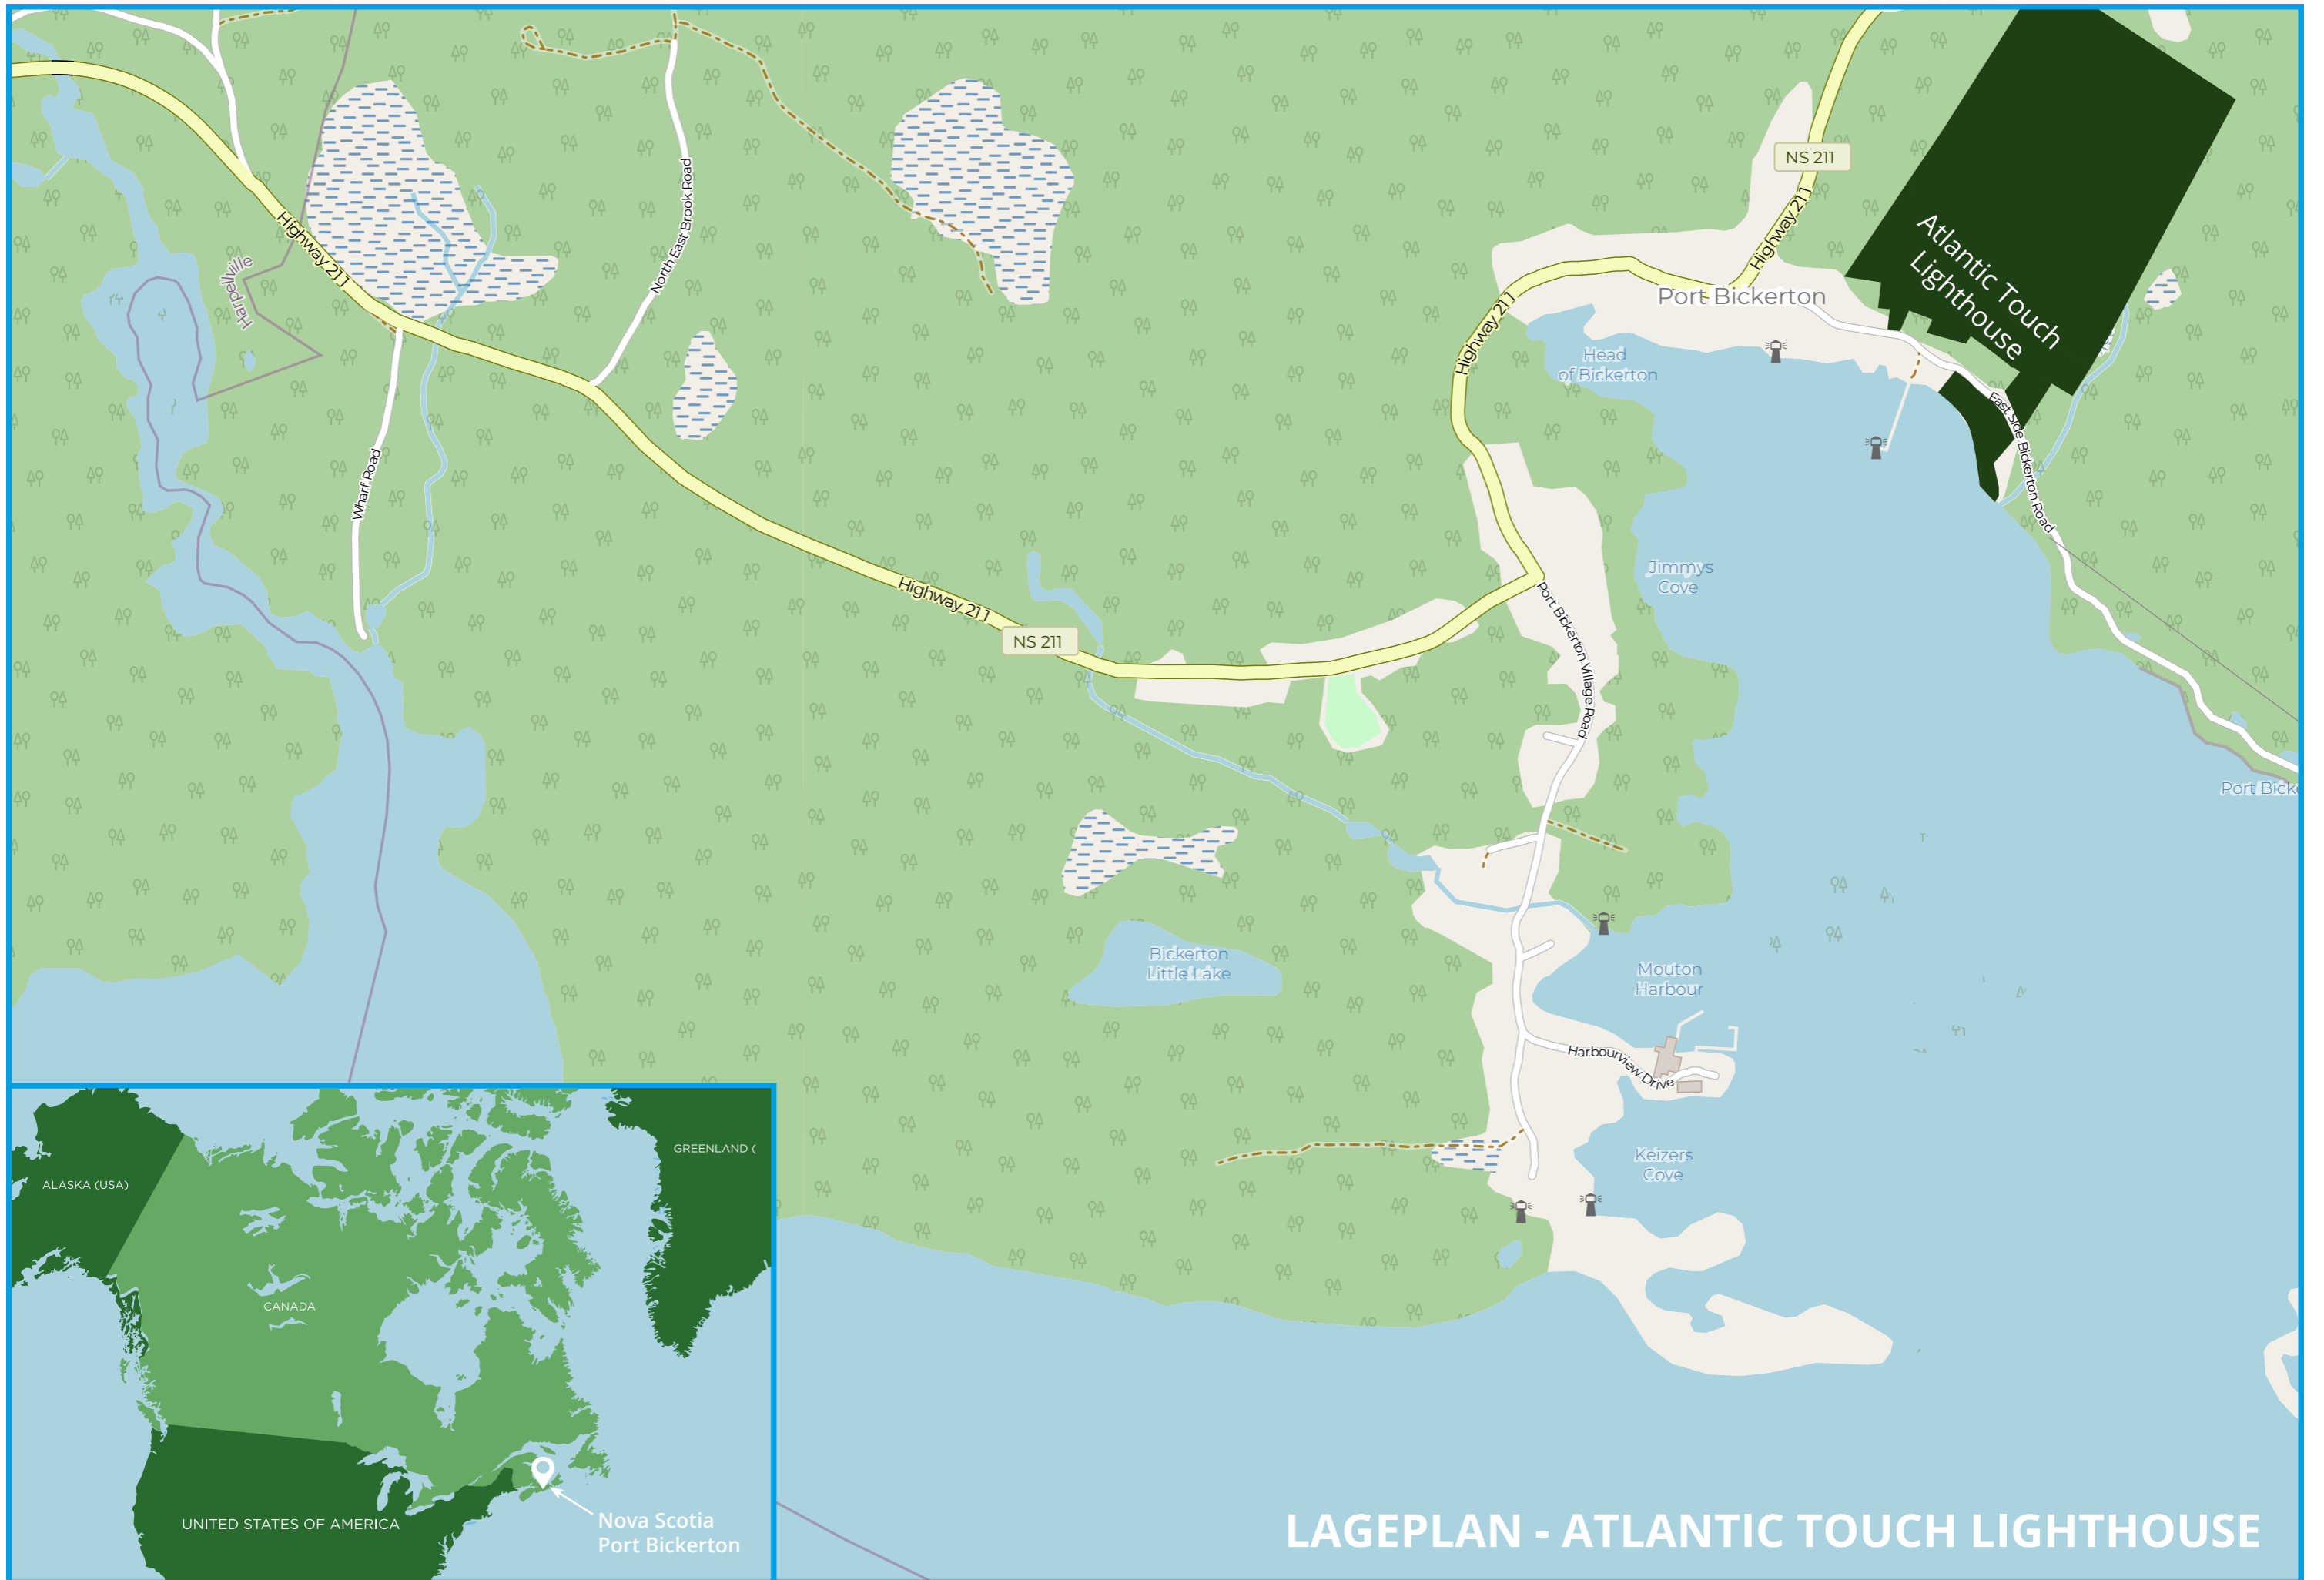 NS 211
Highway 211
Atlantic Touch
Lighthouse
Highway 211
North East Brook Road
Harpellville
Port Bickerton
Highway 211
Head
of Bickerton
East Side Bickerton Road
Wharf Road
Highway 211
NS 211
Jimmys
Cove
Port Bickerton Village Road
Port Bick
Bickerton
Little Lake
Mouton
Harbour
Harbourview Drive
Keizers
Cove
GREENLAND (
ALASKA (USA)
CANADA
UNITED STATES OF AMERICA
Nova Scotia
Port Bickerton
LAGEPLAN - ATLANTIC TOUCH LIGHTHOUSE